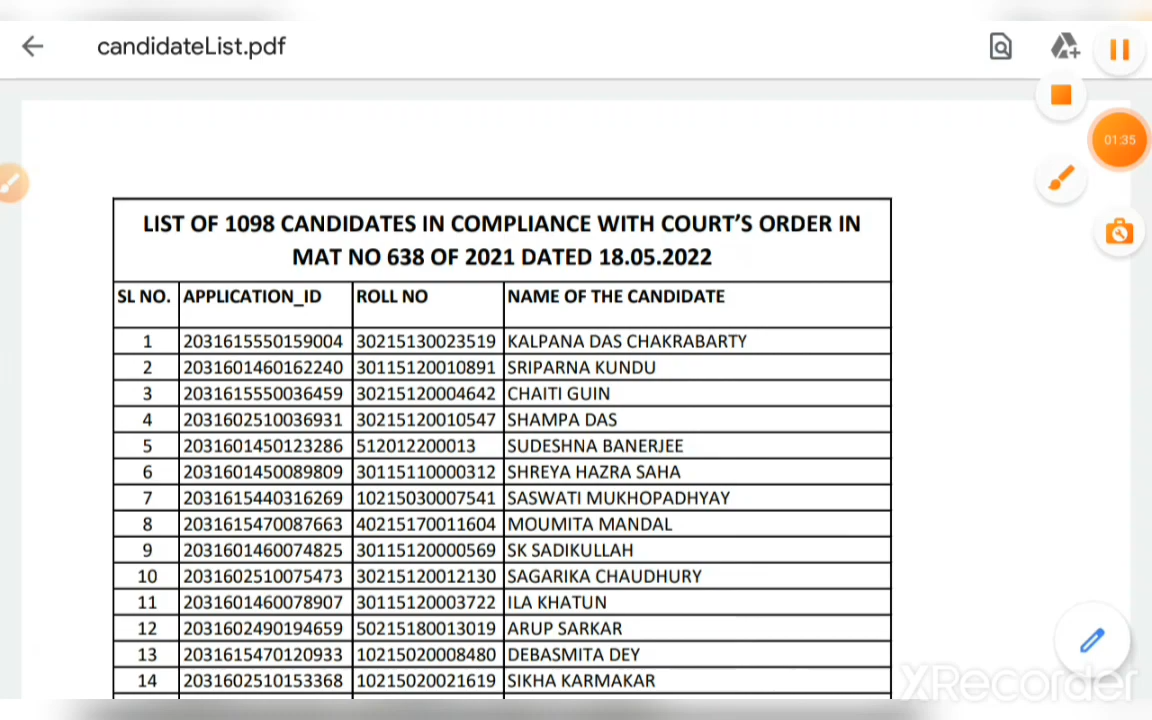 candidateList.pdf
01:35
LIST OF 1098 CANDIDATES IN COMPLIANCE WITH COURT'S ORDER IN
MAT NO 638 OF 2021 DATED 18.05.2022
SL NO. APPLICATION_ID ROLL NO NAME OF THE CANDIDATE
1 2031615550159004 30215130023519 KALPANA DAS CHAKRABARTY
2 2031601460162240 30115120010891 SRIPARNA KUNDU
3 2031615550036459 30215120004642 CHAITI GUIN
4 2031602510036931 30215120010547 SHAMPA DAS
5 2031601450123286 512012200013 SUDESHNA BANERJEE
6 2031601450089809 30115110000312 SHREYA HAZRA SAHA
7 2031615440316269 10215030007541 SASWATI MUKHOPADHYAY
8 2031615470087663 40215170011604 MOUMITA MANDAL
9 2031601460074825 30115120000569 SK SADIKULLAH
10 2031602510075473 30215120012130 SAGARIKA CHAUDHURY
11 2031601460078907 30115120003722 ILA KHATUN
12 2031602490194659 50215180013019 ARUP SARKAR
13 2031615470120933 10215020008480 DEBASMITA DEY
14 2031602510153368 10215020021619 SIKHA KARMAKAR
XRecorder